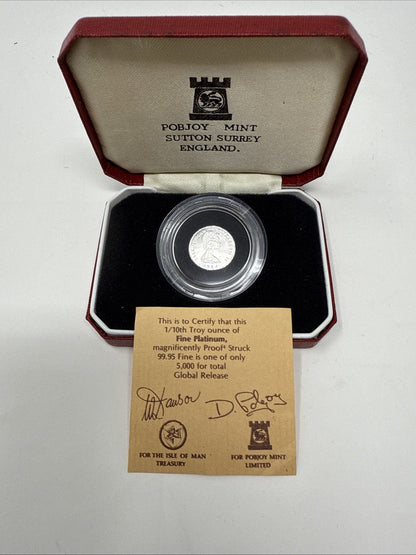 POBJOY MINT
SUTTON SURREY
ENGLAND.
This is to Certify that this
1/10th Troy ounce of
Fine Platinum,
magnificently Proof⁴ Struck
99.95 Fine is one of only
5,000 for total
Global Release
D. Pobjoy
FOR THE ISLE OF MAN
TREASURY
FOR POBJOY MINT
LIMITED